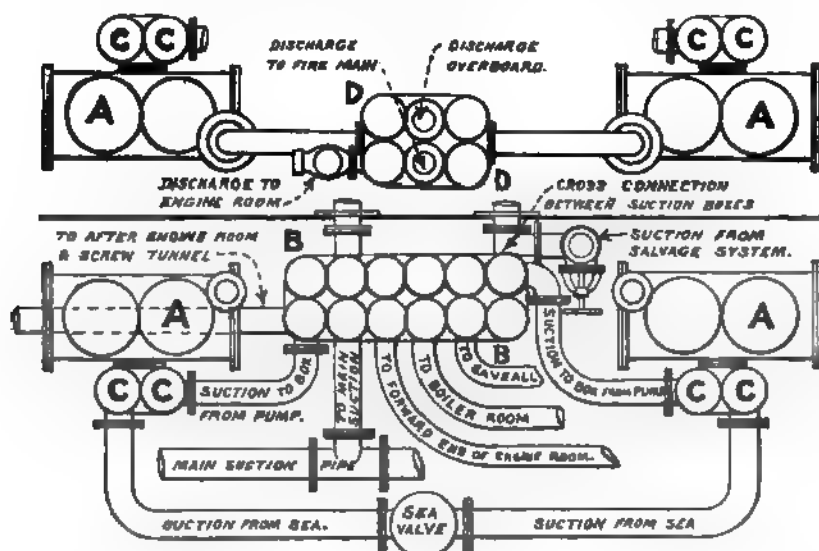 C C
C C
DISCHARGE
TO FIRE MAIN
DISCHARGE
OVERBOARD.
A
D
A
DISCHARGE TO
ENGINE ROOM
D
CROSS CONNECTION
BETWEEN SUCTION BOXES
TO AFTER ENGINE ROOM
& SCREW TUNNEL
B
SUCTION FROM
SALVAGE SYSTEM.
A
A
B
C C
SUCTION TO BOX
FROM PUMP.
TO MAIN
SUCTION
TO FORWARD END OF ENGINE ROOM.
TO BOILER ROOM
TO SAVEALL
SUCTION TO BOX FROM PUMP
C C
MAIN SUCTION PIPE
SUCTION FROM SEA.
SEA
VALVE
SUCTION FROM SEA